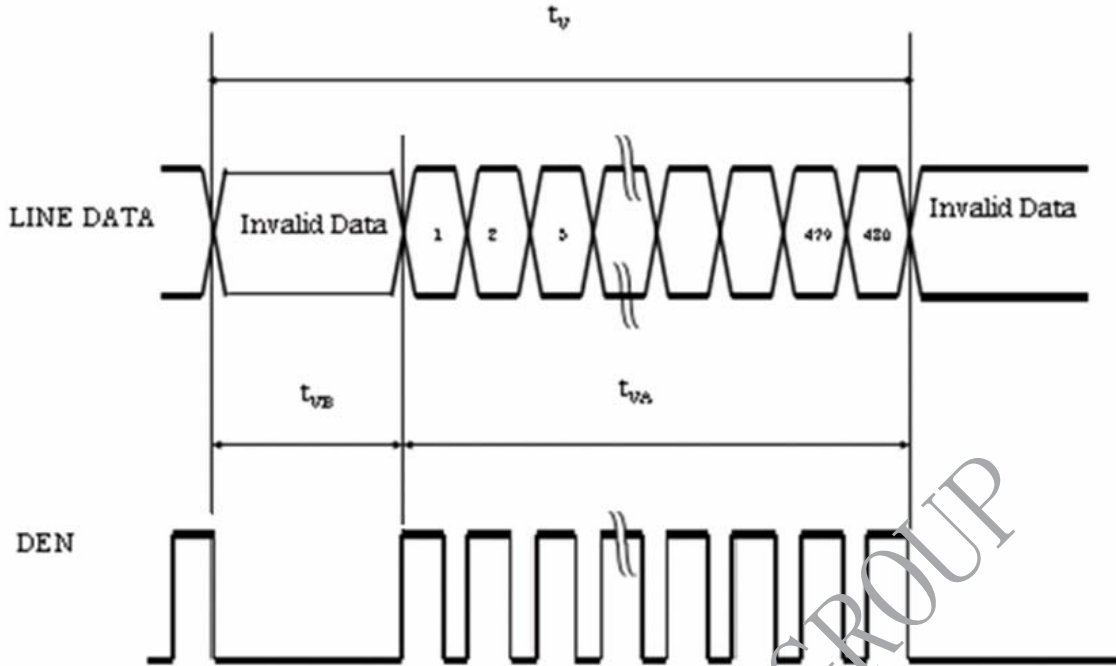 tV
LINE DATA
Invalid Data
1
2
3
479
480
Invalid Data
tVB
tVA
DEN
GROUP